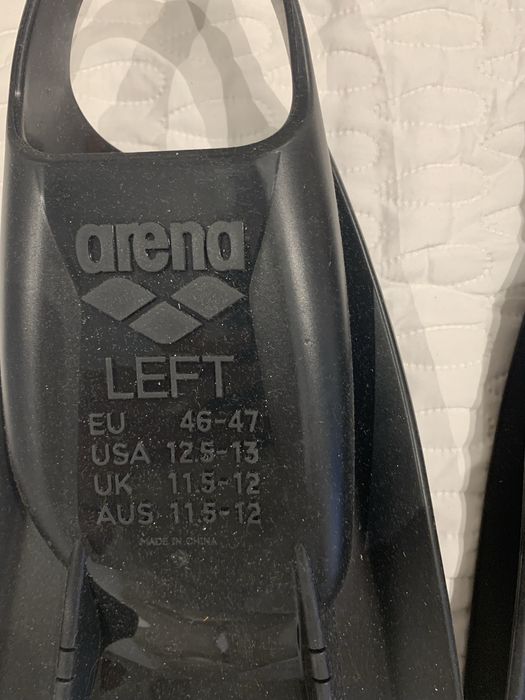 arena
LEFT
EU 46-47
USA 12.5-13
UK 11.5-12
AUS 11.5-12
MADE IN CHINA